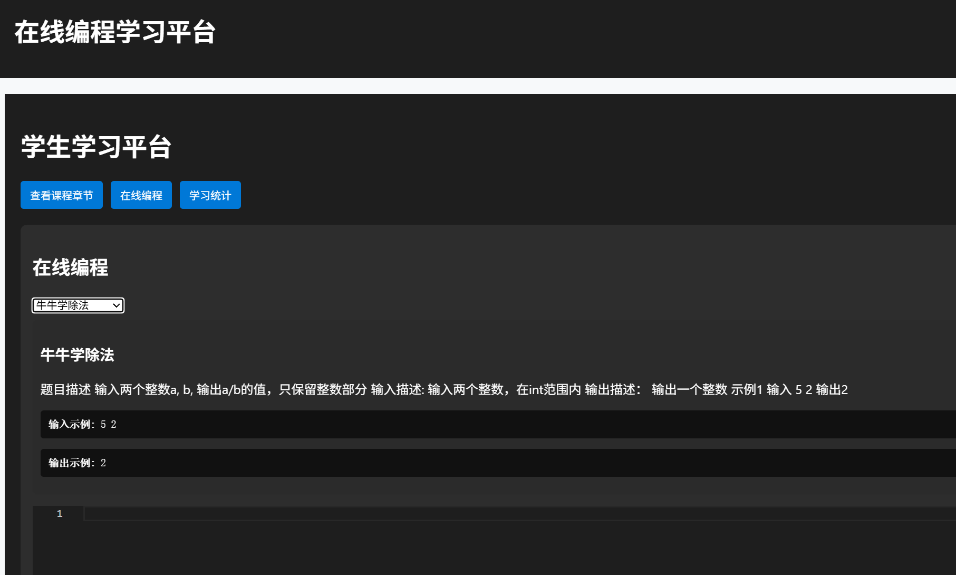 在线编程学习平台
学生学习平台
查看课程章节 在线编程 学习统计
在线编程
牛牛学除法
牛牛学除法
题目描述 输入两个整数a, b, 输出a/b的值，只保留整数部分 输入描述: 输入两个整数，在int范围内 输出描述： 输出一个整数 示例1 输入 5 2 输出2
输入示例：5 2
输出示例：2
1